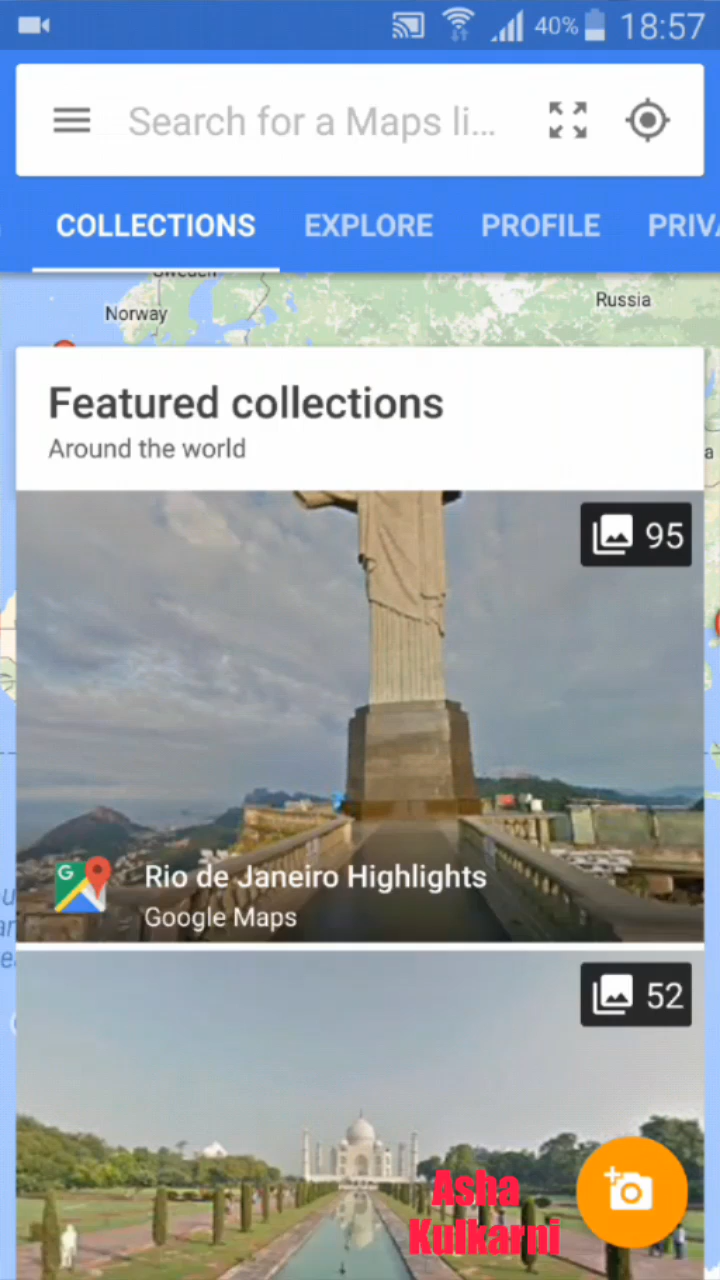 40% 18:57
Search for a Maps li...
COLLECTIONS EXPLORE PROFILE PRIVA
Sweden
Norway
Russia
Featured collections
Around the world
a
95
G
Rio de Janeiro Highlights
Google Maps
52
Asha
Kulkarni